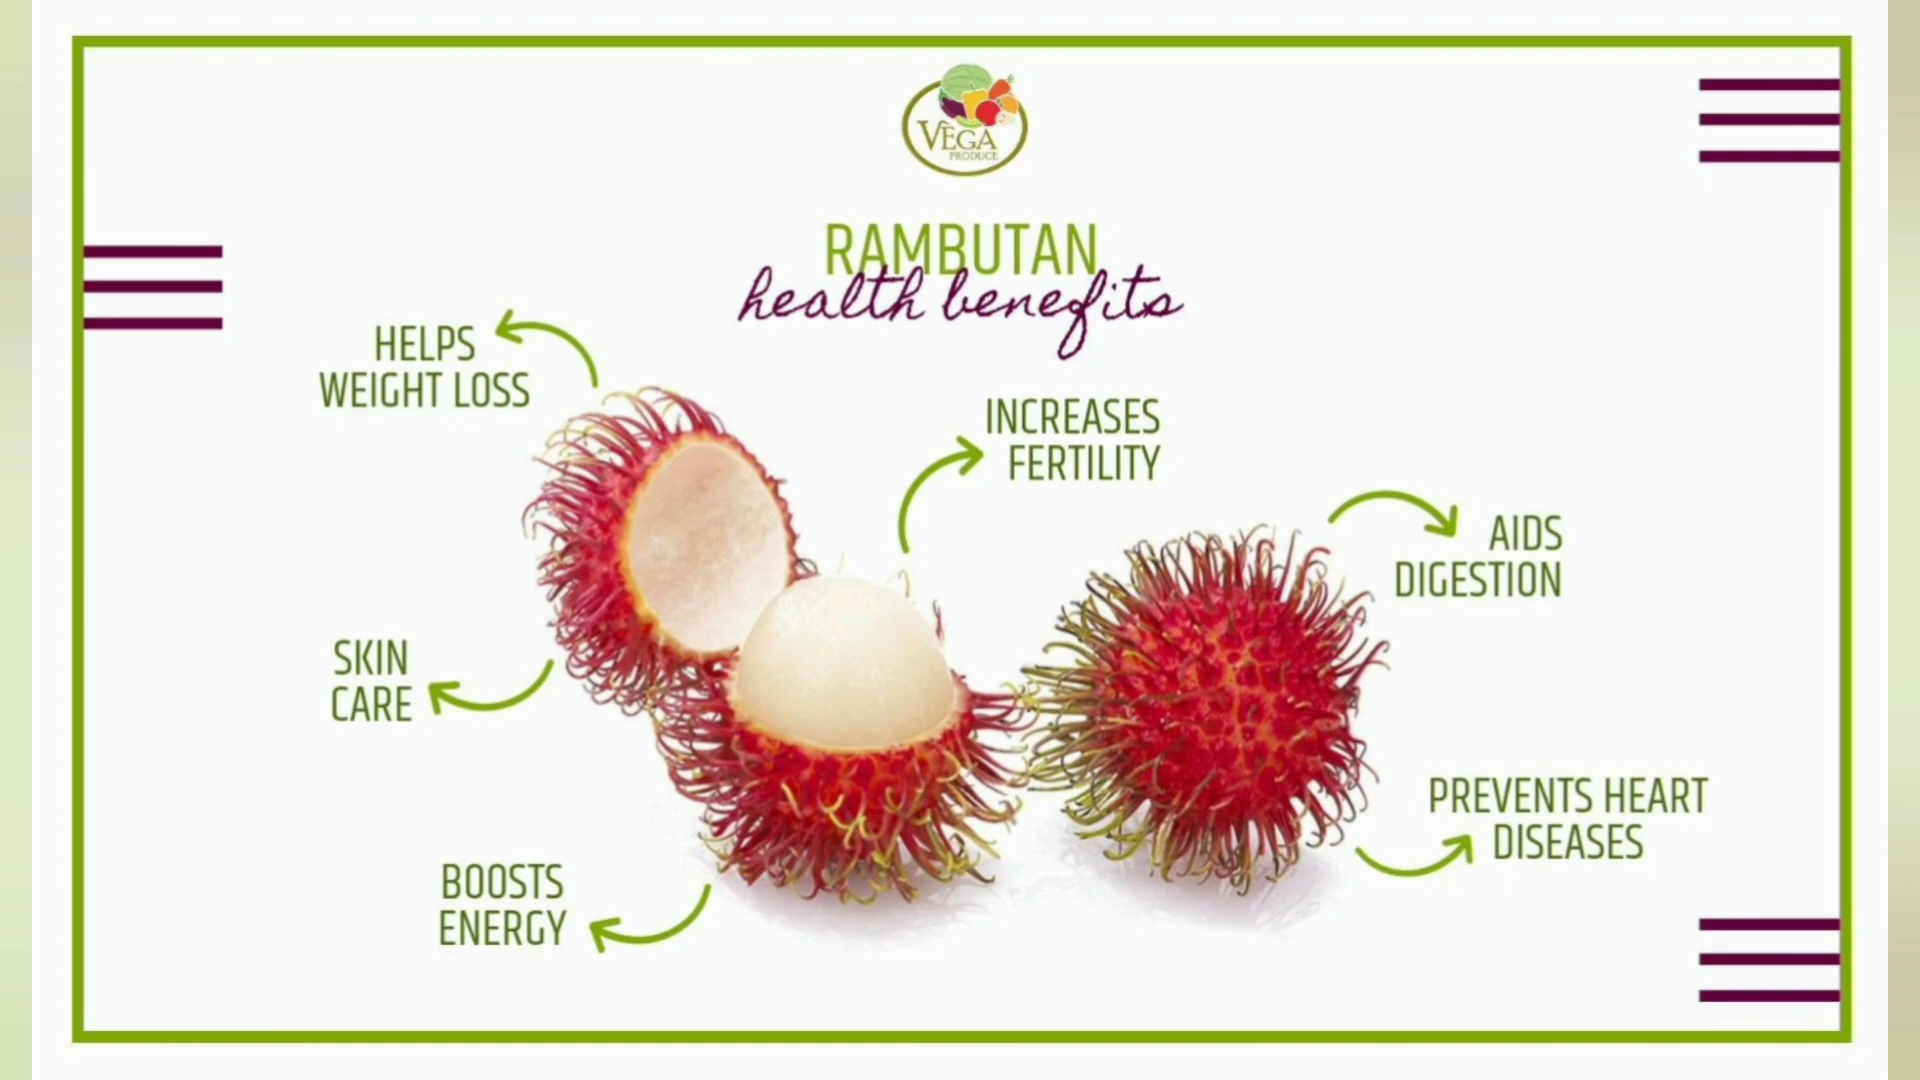 VEGA
PRODUCE
RAMBUTAN
health benefits
HELPS
WEIGHT LOSS
INCREASES
FERTILITY
AIDS
DIGESTION
SKIN
CARE
PREVENTS HEART
DISEASES
BOOSTS
ENERGY